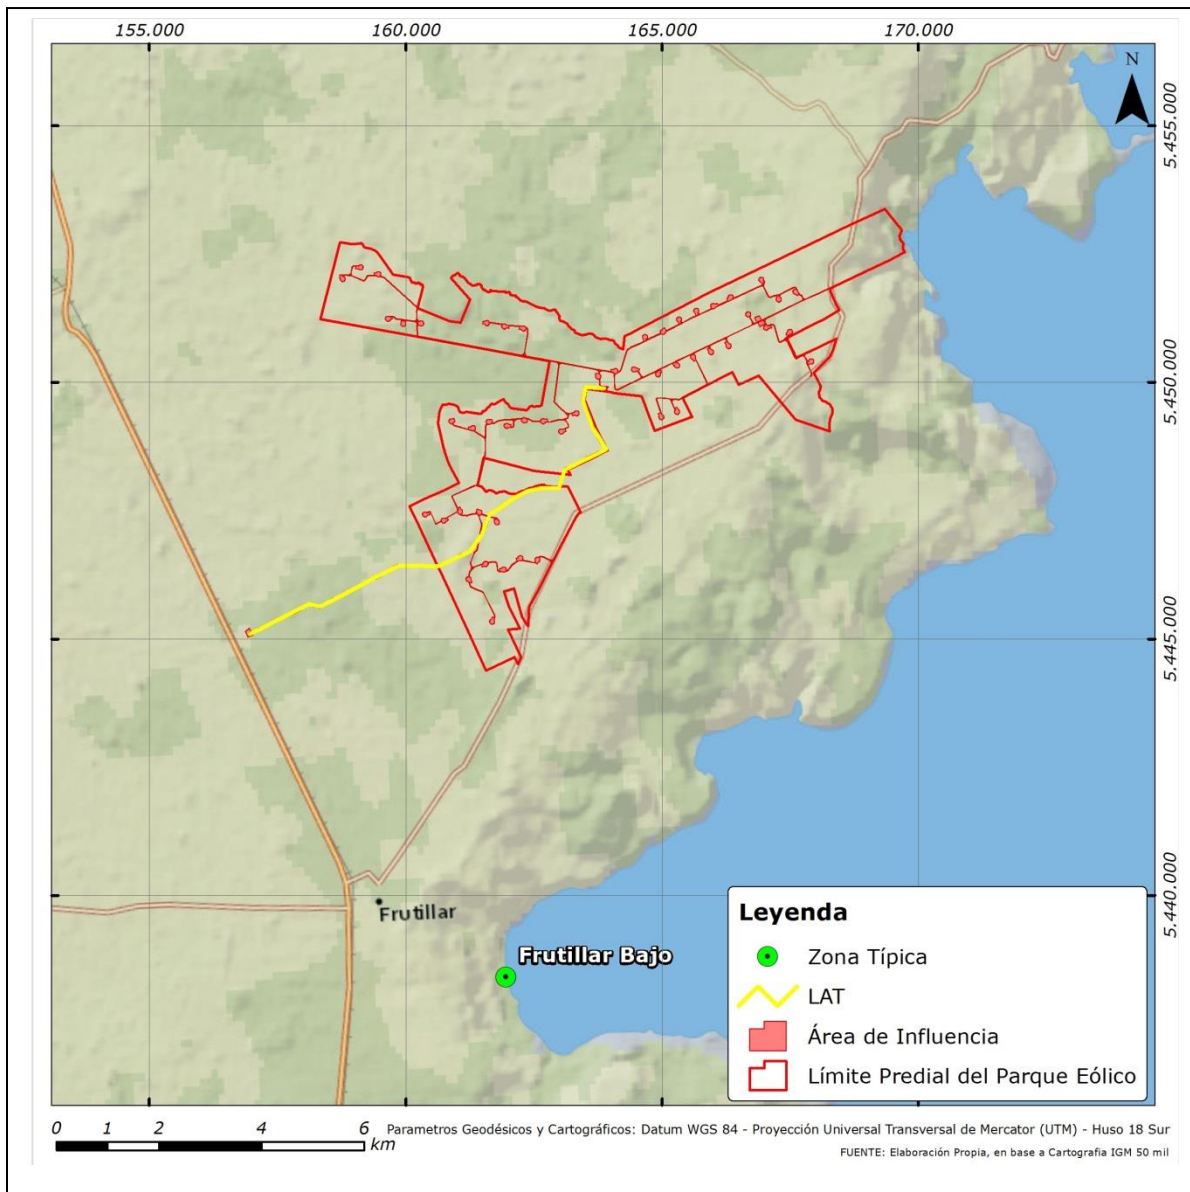 155.000 160.000 165.000 170.000
N
5.455.000
5.450.000
5.445.000
5.440.000
Frutillar
Frutillar Bajo
Leyenda
Zona Típica
LAT
Área de Influencia
Límite Predial del Parque Eólico
0 1 2 4 6
km
Parametros Geodésicos y Cartográficos: Datum WGS 84 - Proyección Universal Transversal de Mercator (UTM) - Huso 18 Sur
FUENTE: Elaboración Propia, en base a Cartografia IGM 50 mil